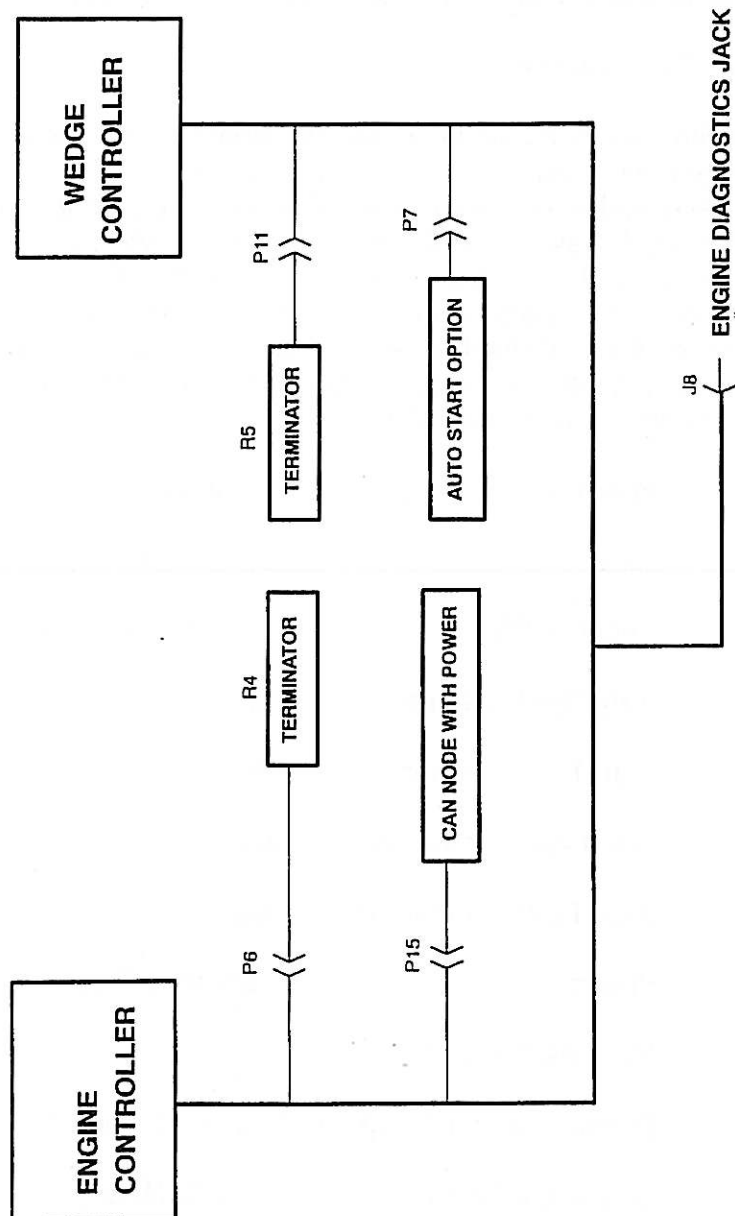 ENGINE
CONTROLLER
WEDGE
CONTROLLER
P6
R4
TERMINATOR
R5
TERMINATOR
P11
P15
CAN NODE WITH POWER
AUTO START OPTION
P7
J8
ENGINE DIAGNOSTICS JACK